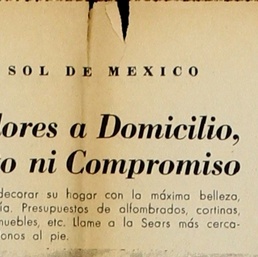 SOL DE MEXICO
dores a Domicilio,
o ni Compromiso
decorar su hogar con la máxima belleza,
ía. Presupuestos de alfombrados, cortinas,
muebles, etc. Llame a la Sears más cerca-
onos al pie.